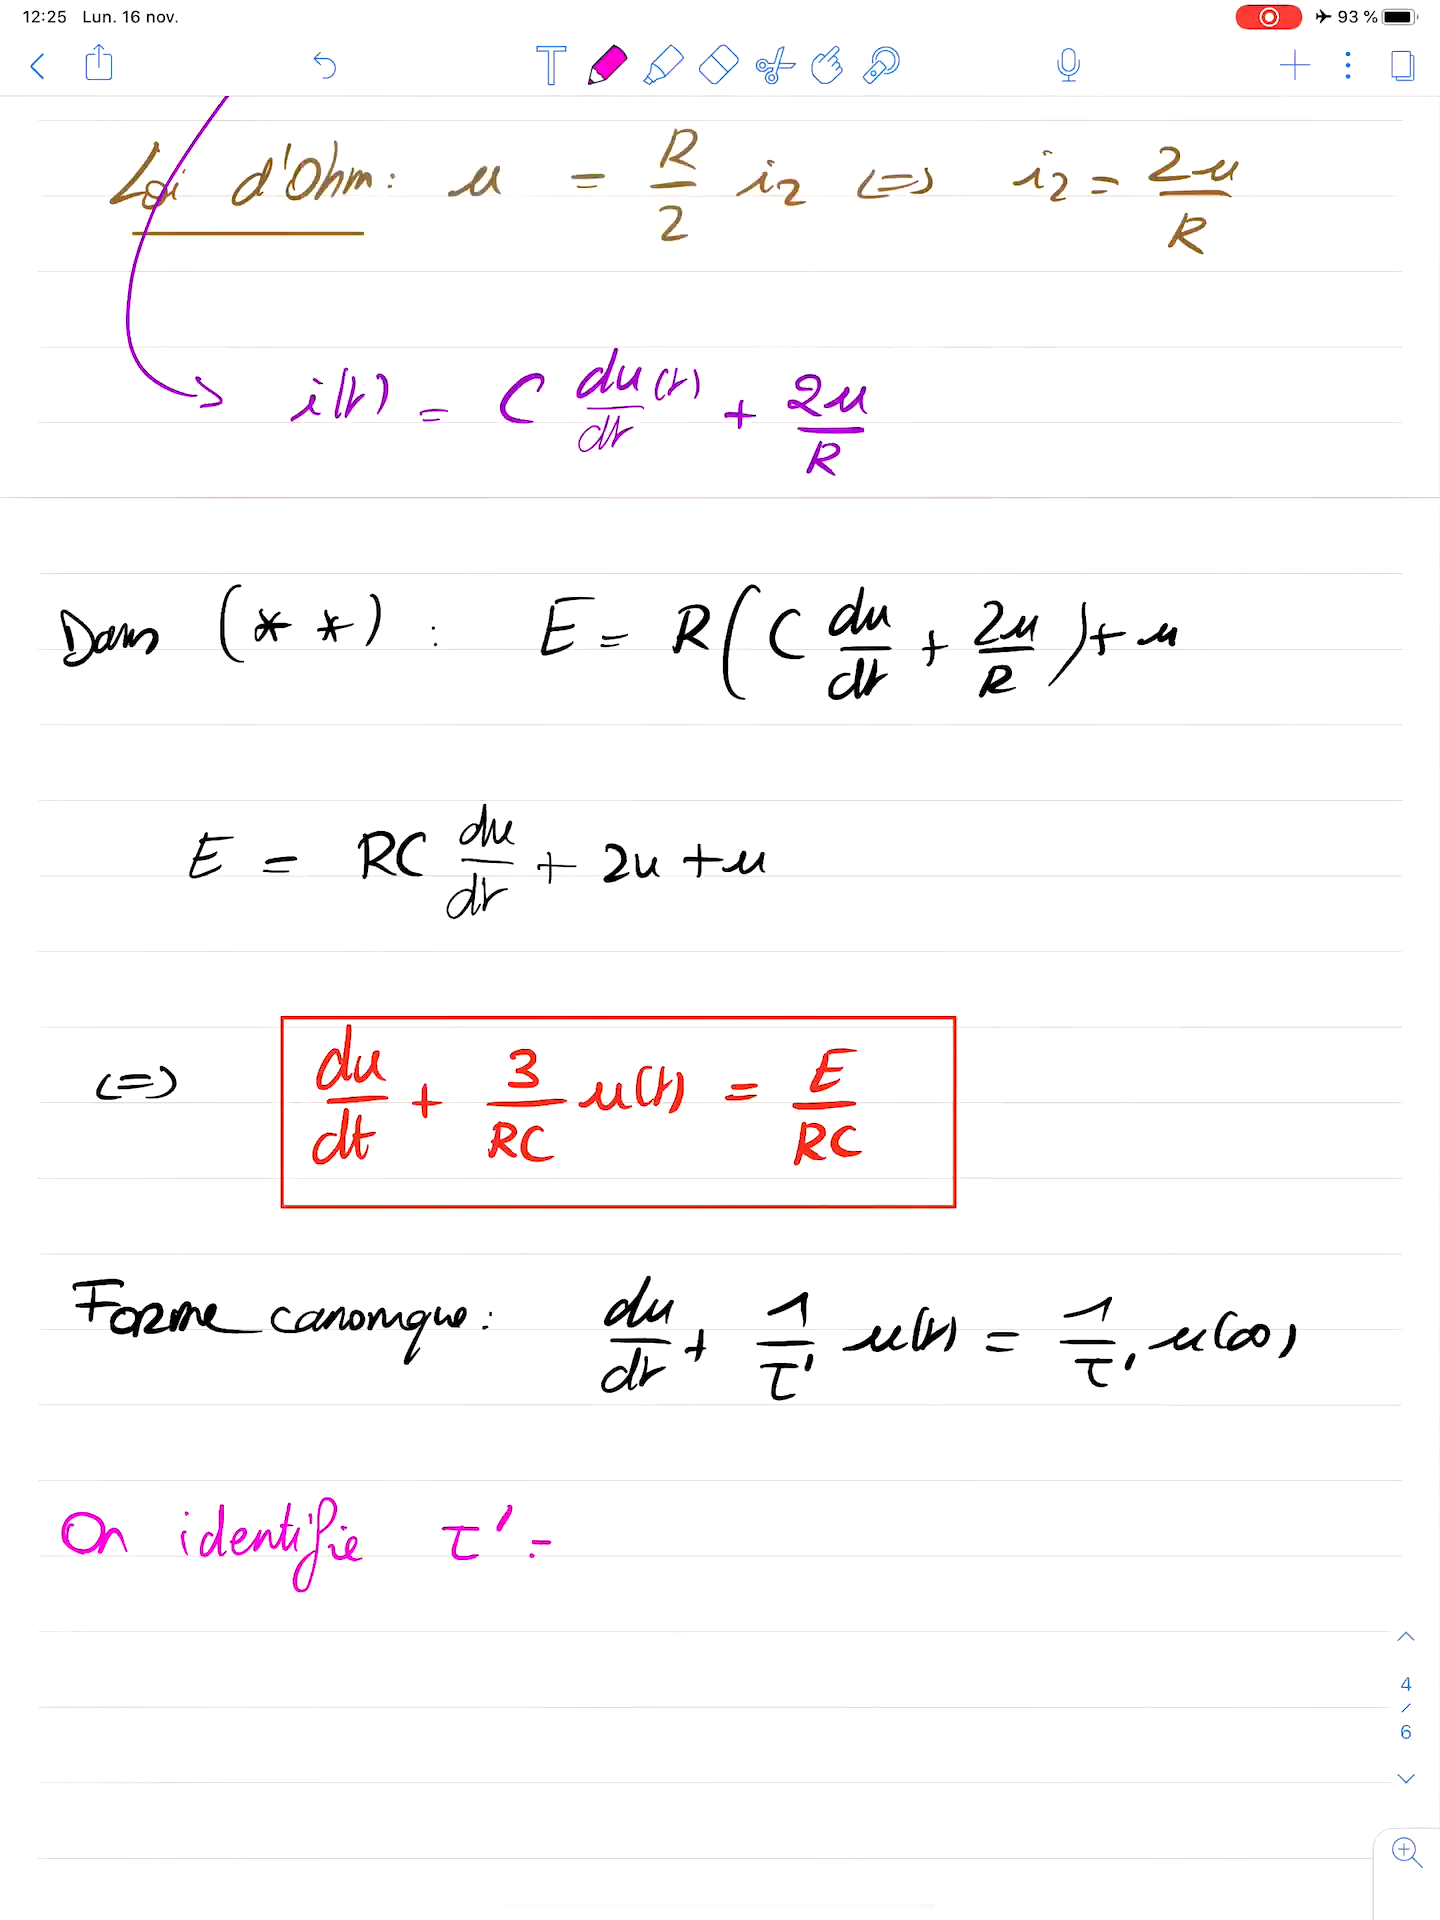 12:25 Lun. 16 nov. 93 %
Loi d'Ohm: u = R/2 i₂ <=> i₂ = 2u/R
i(t) = C du(t)/dt + 2u/R
Dans (* *) : E = R(C du/dt + 2u/R) + u
E = RC du/dt + 2u + u
<=> du/dt + 3/RC u(t) = E/RC
Forme canonique: du/dt + 1/τ' u(t) = 1/τ' u(∞)
On identifie τ' =
4
/
6